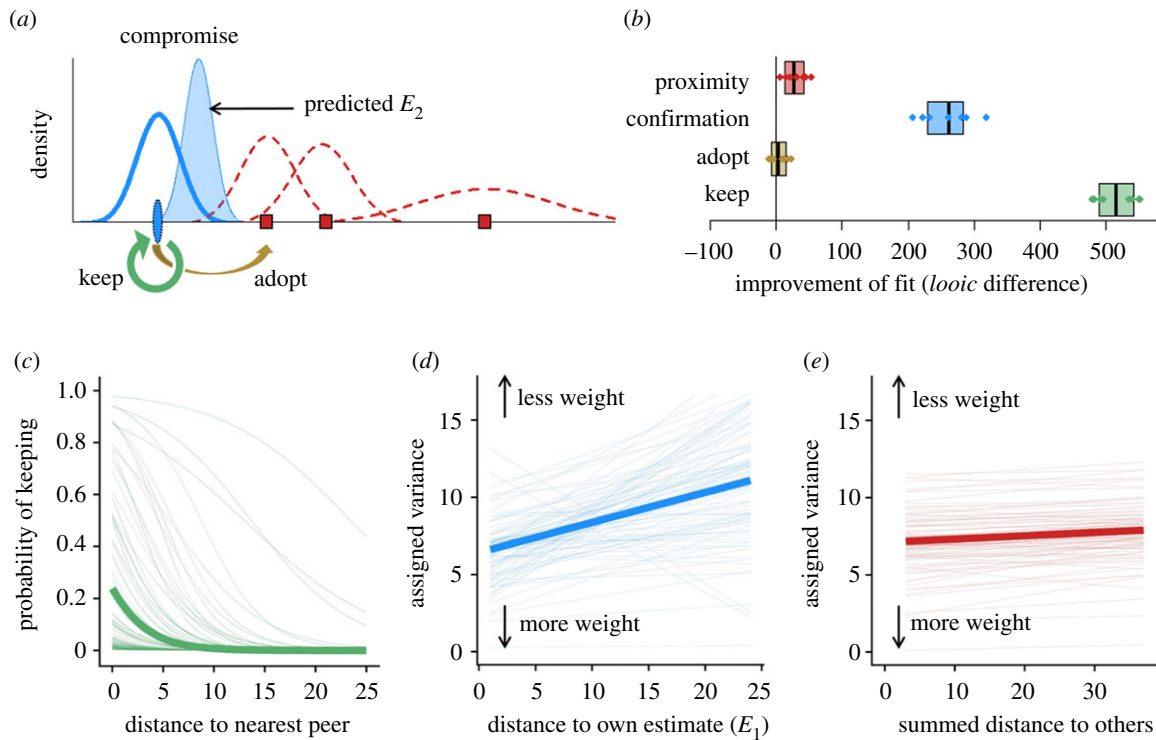 (a)
compromise
predicted E2
density
keep
adopt
(b)
proximity
confirmation
adopt
keep
–100 0 100 200 300 400 500
improvement of fit (looic difference)
(c)
1.0
0.8
0.6
0.4
0.2
0
probability of keeping
0 5 10 15 20 25
distance to nearest peer
(d)
less weight
15
10
5
0
assigned variance
more weight
0 5 10 15 20 25
distance to own estimate (E1)
(e)
less weight
15
10
5
0
assigned variance
more weight
0 10 20 30
summed distance to others